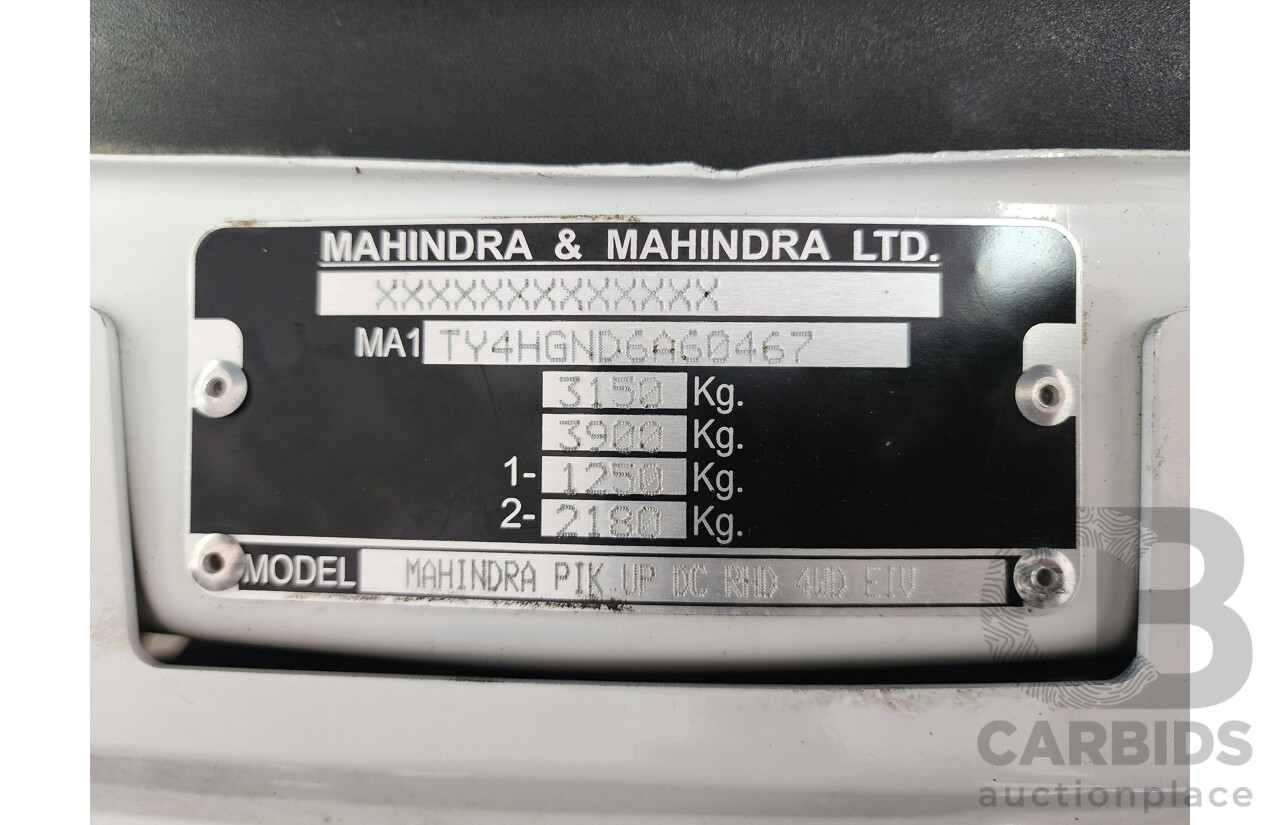 MAHINDRA & MAHINDRA LTD.
XXXXXXXXXXXXX
MA1 TY4HGND6A60467
3150 Kg.
3900 Kg.
1- 1250 Kg.
2- 2180 Kg.
MODEL MAHINDRA PIK UP DC RHD 4WD EIV
B
CARBIDS
auctionplace